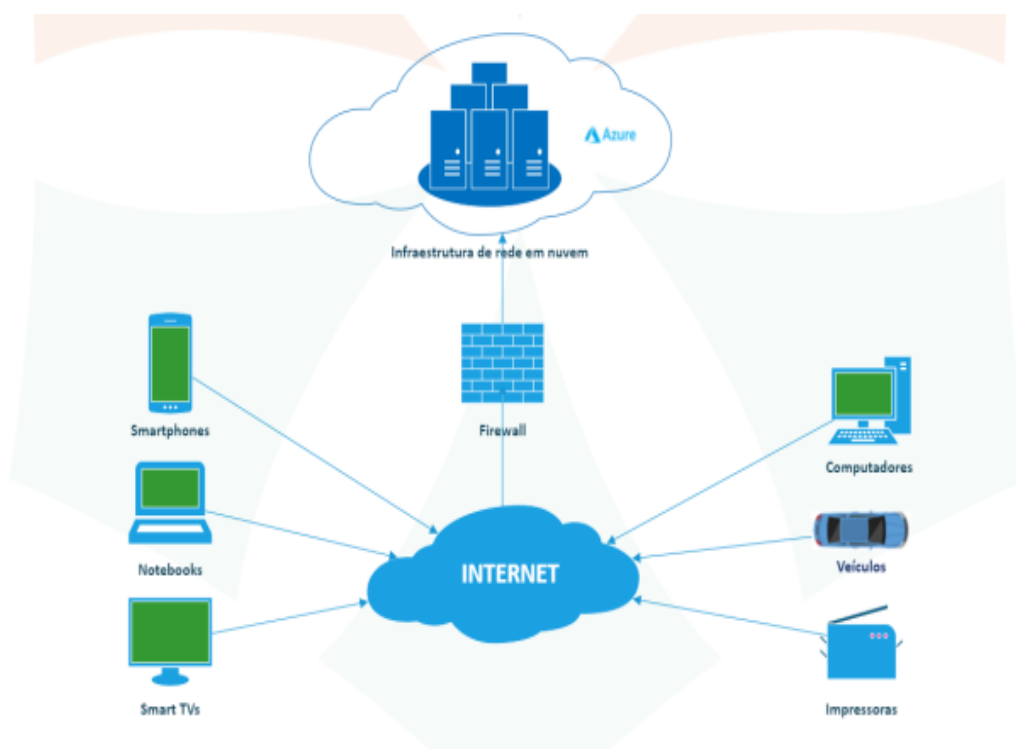 Azure
Infraestrutura de rede em nuvem
Smartphones
Firewall
Computadores
Notebooks
INTERNET
Veículos
Smart TVs
Impressoras